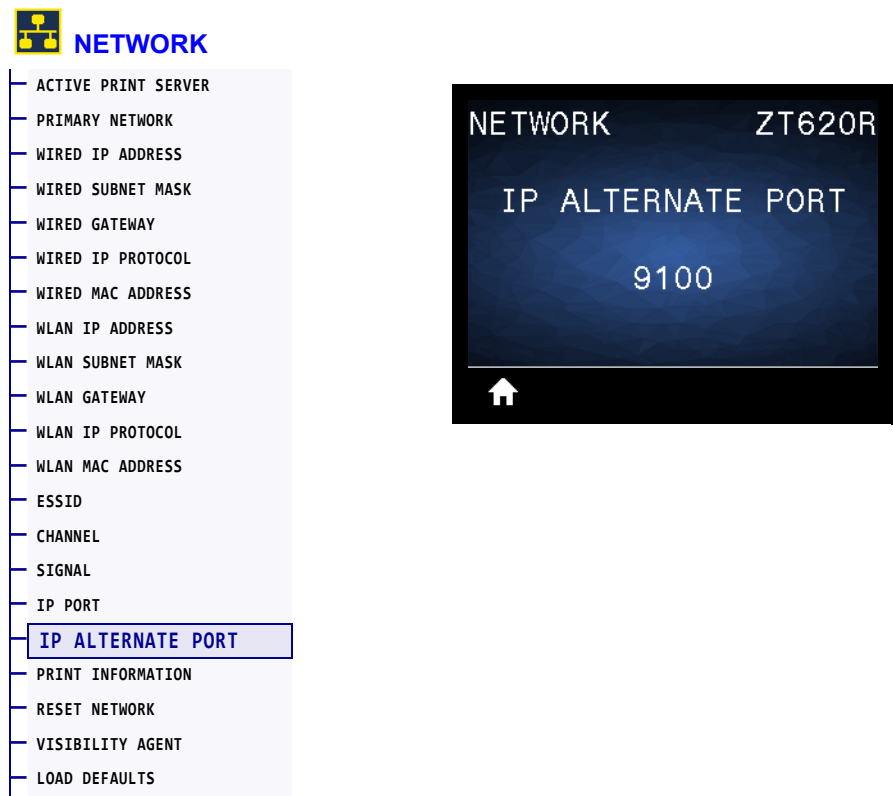 NETWORK
ACTIVE PRINT SERVER
PRIMARY NETWORK
WIRED IP ADDRESS
WIRED SUBNET MASK
WIRED GATEWAY
WIRED IP PROTOCOL
WIRED MAC ADDRESS
WLAN IP ADDRESS
WLAN SUBNET MASK
WLAN GATEWAY
WLAN IP PROTOCOL
WLAN MAC ADDRESS
ESSID
CHANNEL
SIGNAL
IP PORT
IP ALTERNATE PORT
PRINT INFORMATION
RESET NETWORK
VISIBILITY AGENT
LOAD DEFAULTS
NETWORK ZT620R
IP ALTERNATE PORT
9100